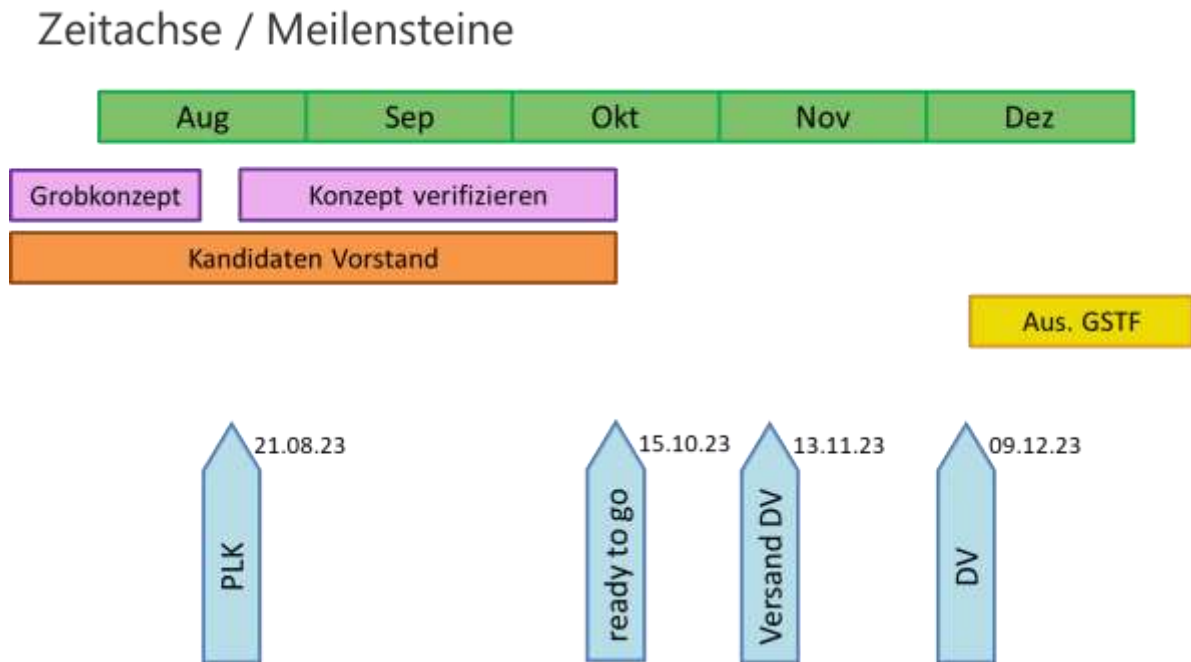 Zeitachse / Meilensteine
Aug Sep Okt Nov Dez
Grobkonzept Konzept verifizieren
Kandidaten Vorstand
Aus. GSTF
21.08.23 15.10.23 13.11.23 09.12.23
PLK ready to go Versand DV DV